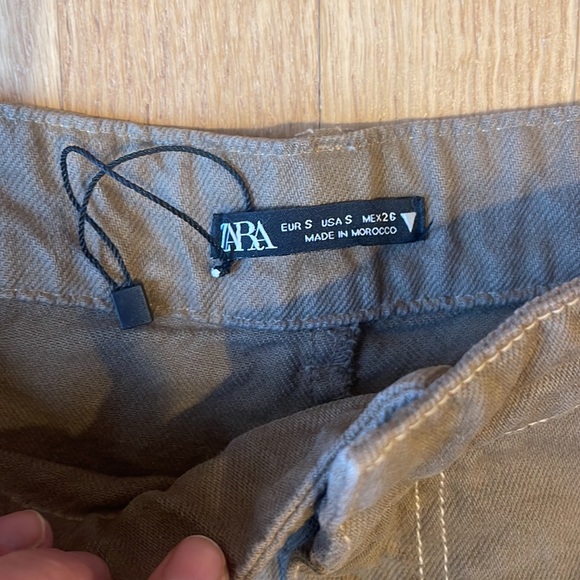 ZARA
EUR S USA S MEX 26
MADE IN MOROCCO